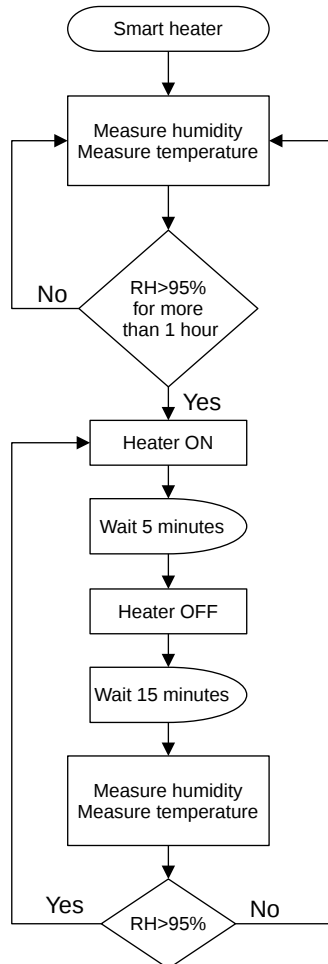 Smart heater
Measure humidity
Measure temperature
No
RH>95%
for more
than 1 hour
Yes
Heater ON
Wait 5 minutes
Heater OFF
Wait 15 minutes
Measure humidity
Measure temperature
Yes
RH>95%
No